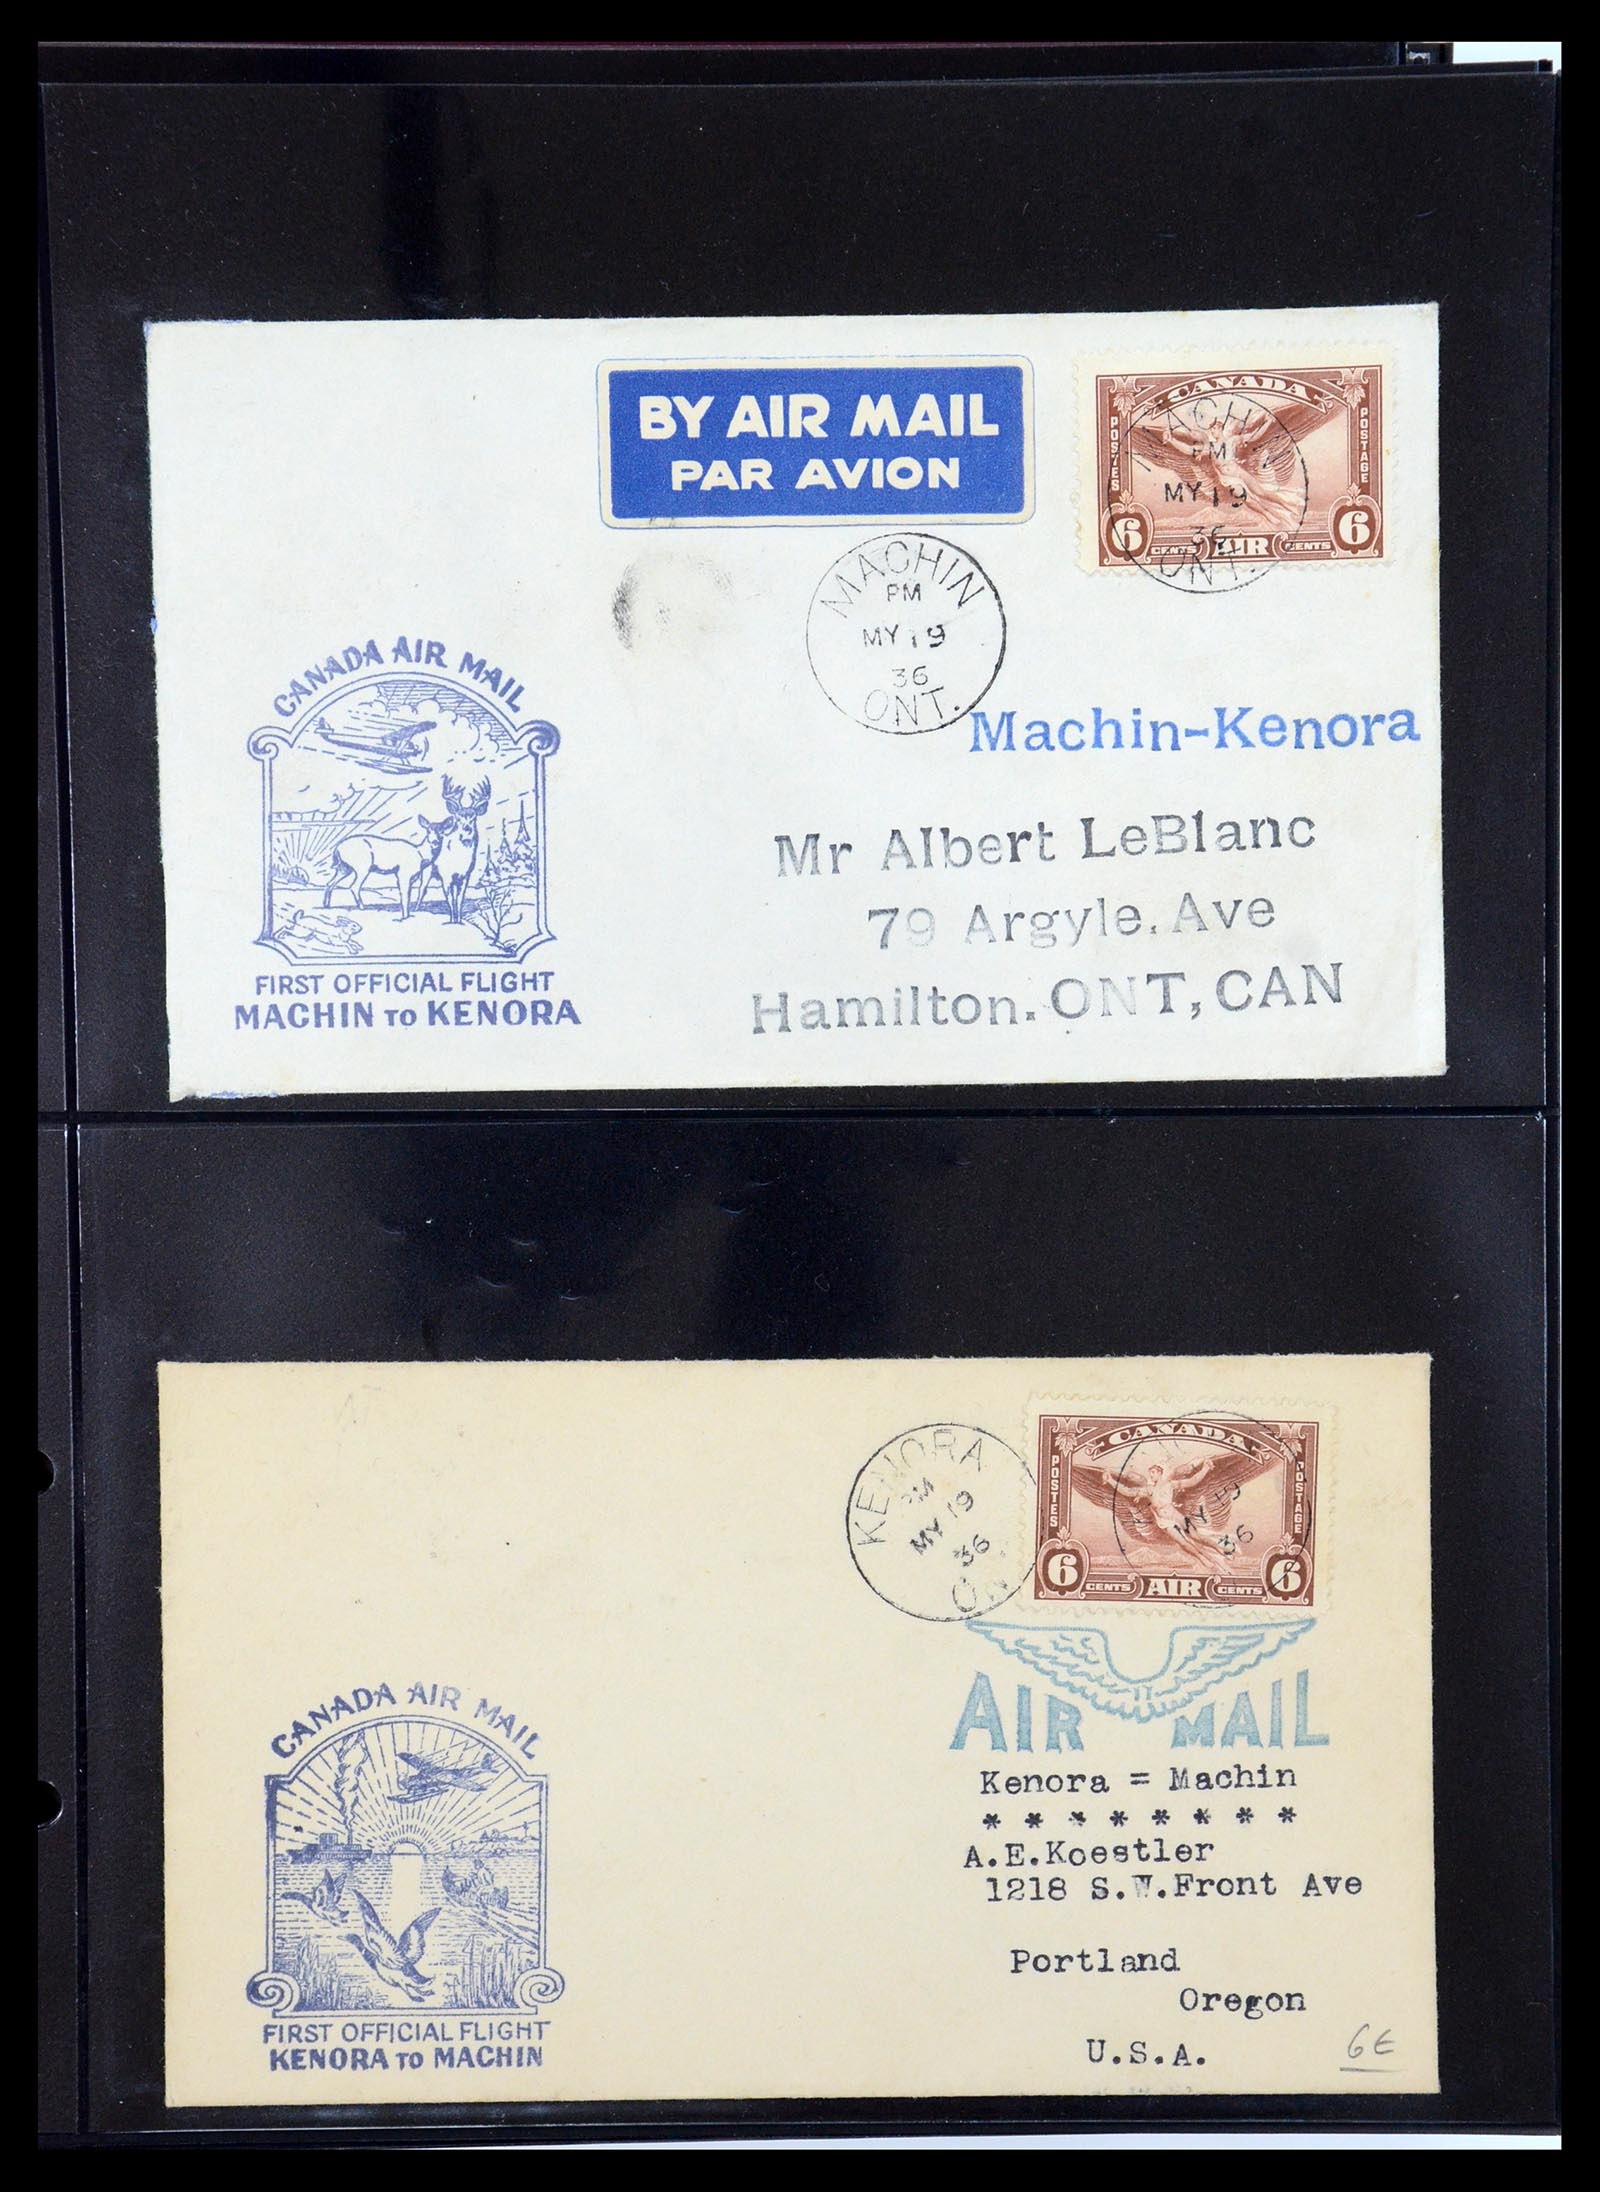 BY AIR MAIL
PAR AVION
CANADA
POSTES
POSTAGE
6 CENTS AIR CENTS 6
MACHIN
PM
MY 19
36
ONT.
MACHIN
PM
MY 19
36
ONT.
CANADA AIR MAIL
FIRST OFFICIAL FLIGHT
MACHIN TO KENORA
Machin-Kenora
Mr Albert LeBlanc
79 Argyle. Ave
Hamilton. ONT, CAN
CANADA
POSTES
POSTAGE
6 CENTS AIR CENTS 6
MY 19
36
KENORA
PM
MY 19
36
AIR MAIL
Kenora = Machin
* * * * * * * *
A.E.Koestler
1218 S.W.Front Ave
Portland
Oregon
U.S.A.
6€
CANADA AIR MAIL
FIRST OFFICIAL FLIGHT
KENORA TO MACHIN